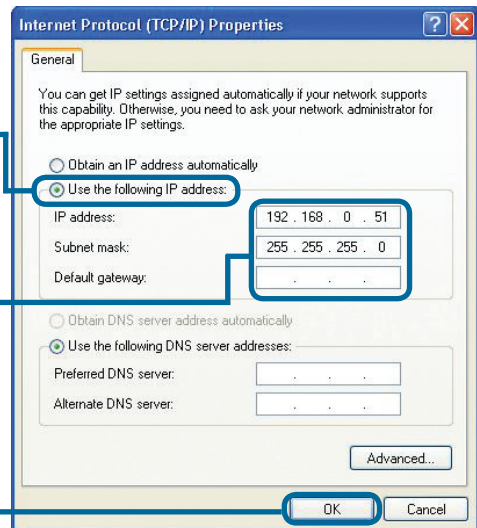 Internet Protocol (TCP/IP) Properties
General
You can get IP settings assigned automatically if your network supports
this capability. Otherwise, you need to ask your network administrator for
the appropriate IP settings.
Obtain an IP address automatically
Use the following IP address:
IP address: 192 . 168 . 0 . 51
Subnet mask: 255 . 255 . 255 . 0
Default gateway: . . .
Obtain DNS server address automatically
Use the following DNS server addresses:
Preferred DNS server: . . .
Alternate DNS server: . . .
Advanced...
OK Cancel